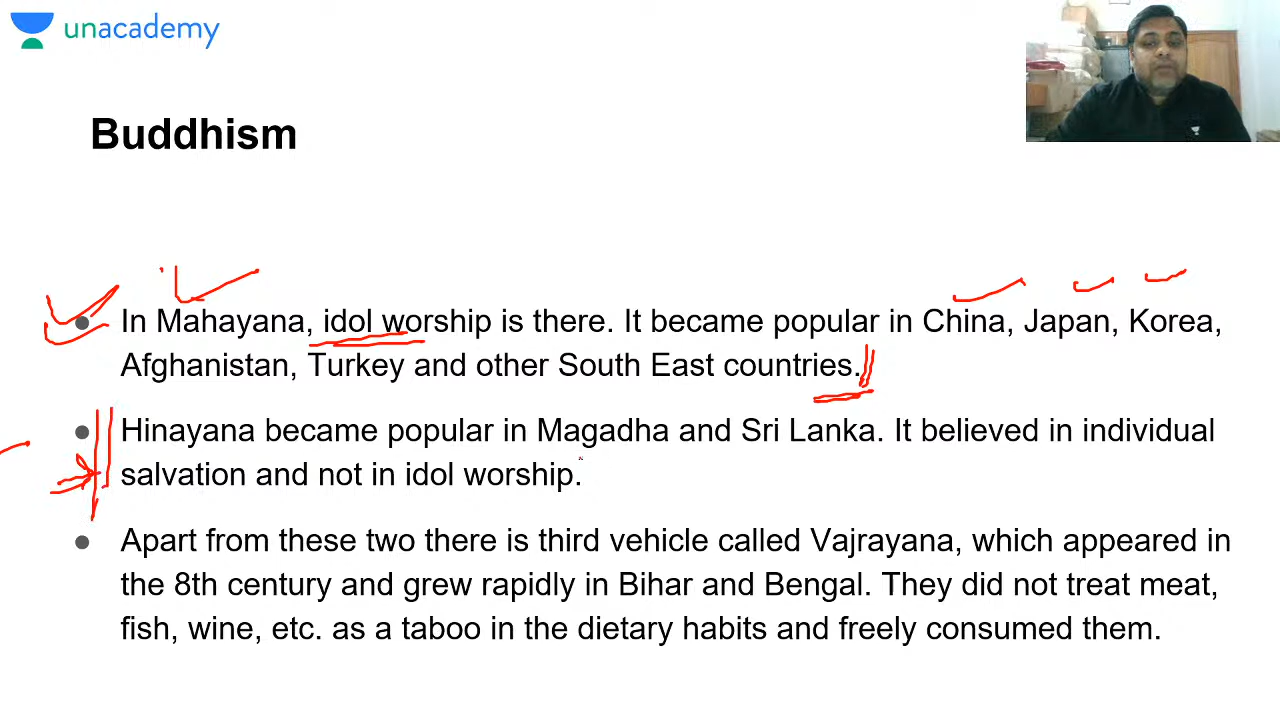 unacademy
Buddhism
In Mahayana, idol worship is there. It became popular in China, Japan, Korea,
Afghanistan, Turkey and other South East countries.
Hinayana became popular in Magadha and Sri Lanka. It believed in individual
salvation and not in idol worship.
Apart from these two there is third vehicle called Vajrayana, which appeared in
the 8th century and grew rapidly in Bihar and Bengal. They did not treat meat,
fish, wine, etc. as a taboo in the dietary habits and freely consumed them.